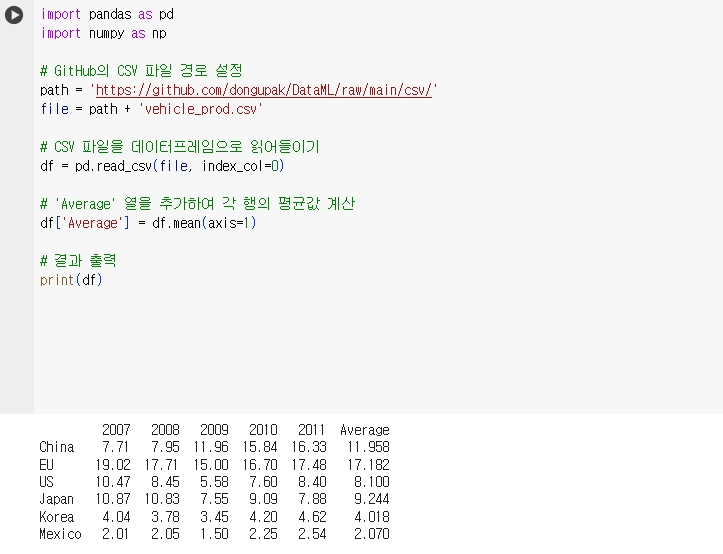 import pandas as pd
import numpy as np
# GitHub의 CSV 파일 경로 설정
path = 'https://github.com/dongupak/DataML/raw/main/csv/'
file = path + 'vehicle_prod.csv'
# CSV 파일을 데이터프레임으로 읽어들이기
df = pd.read_csv(file, index_col=0)
# 'Average' 열을 추가하여 각 행의 평균값 계산
df['Average'] = df.mean(axis=1)
# 결과 출력
print(df)
2007 2008 2009 2010 2011 Average
China 7.71 7.95 11.96 15.84 16.33 11.958
EU 19.02 17.71 15.00 16.70 17.48 17.182
US 10.47 8.45 5.58 7.60 8.40 8.100
Japan 10.87 10.83 7.55 9.09 7.88 9.244
Korea 4.04 3.78 3.45 4.20 4.62 4.018
Mexico 2.01 2.05 1.50 2.25 2.54 2.070